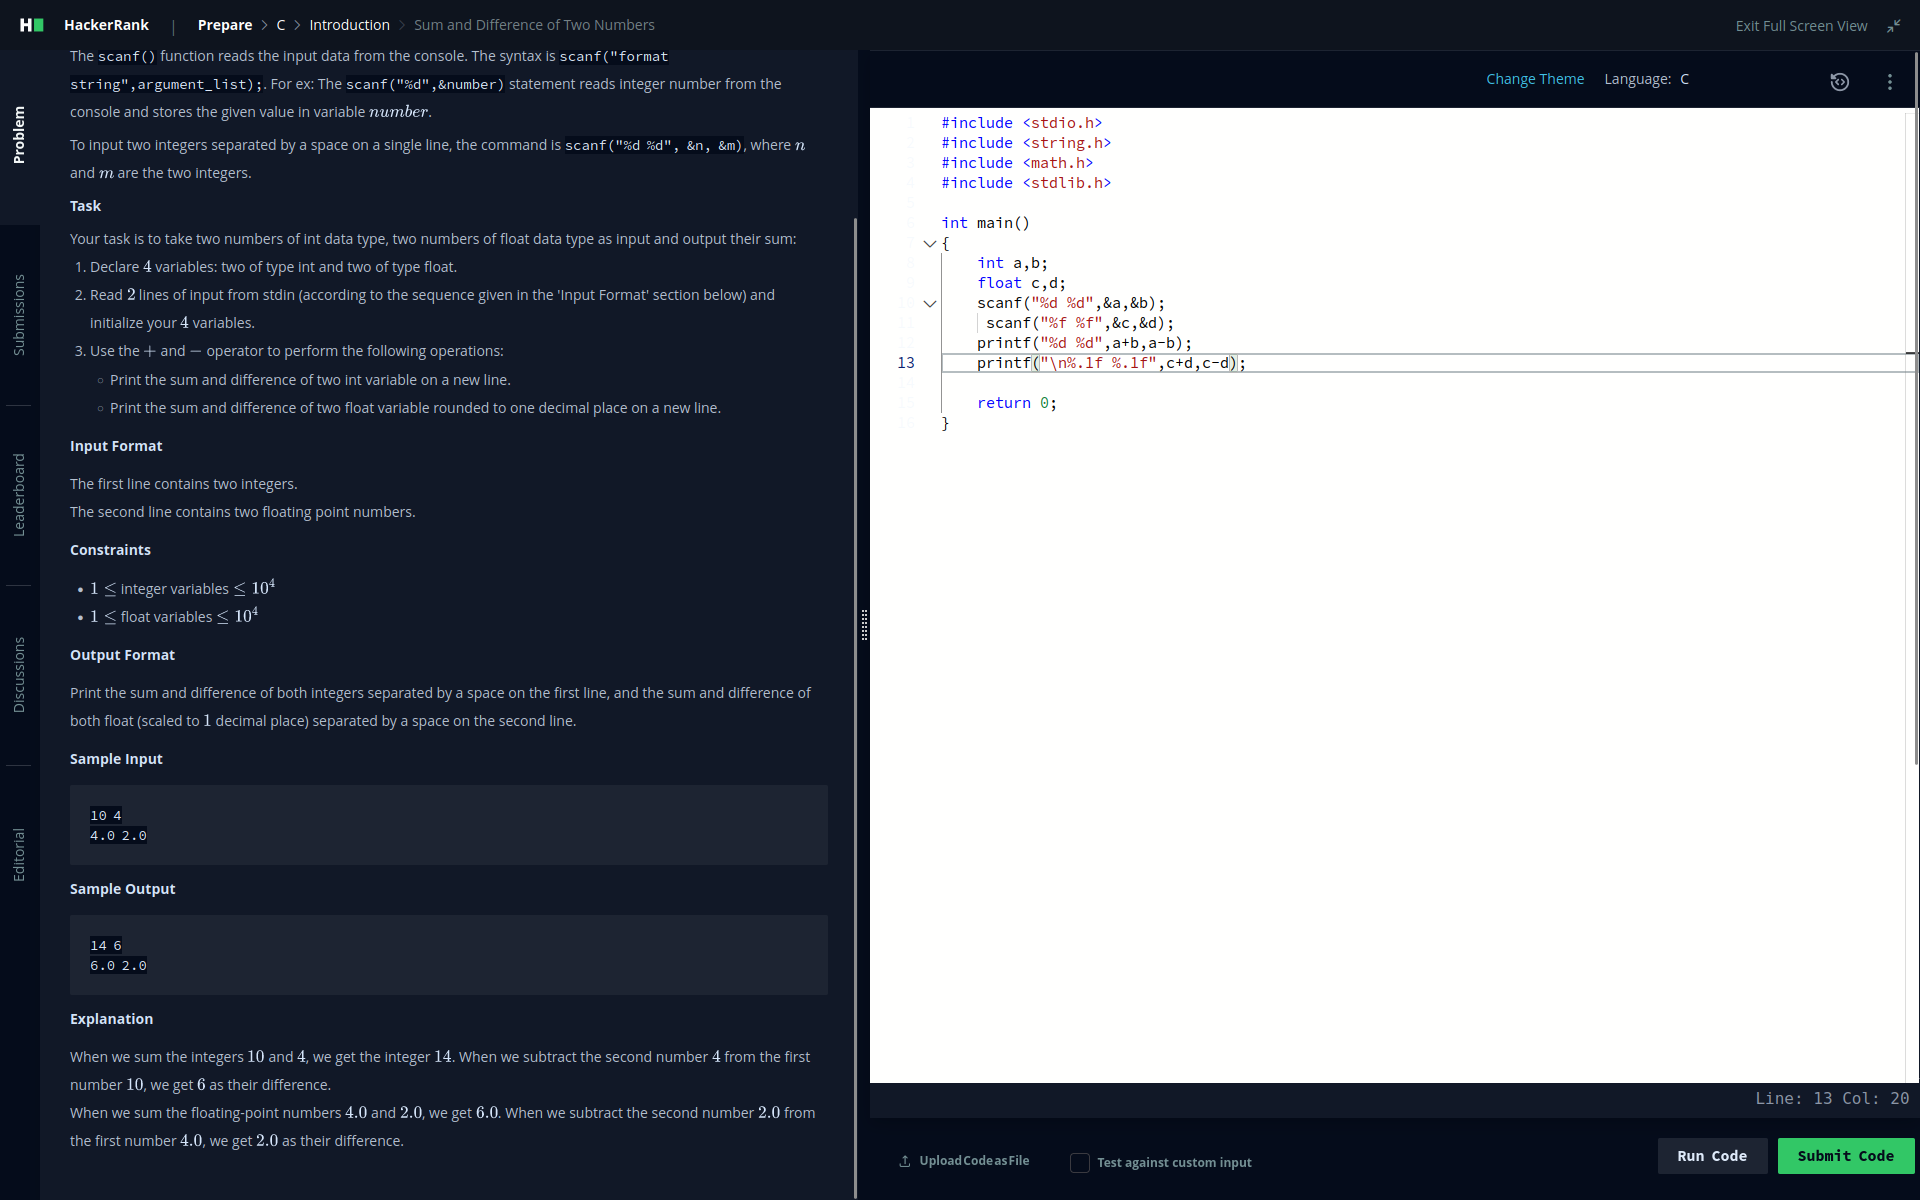 HackerRank | Prepare > C > Introduction > Sum and Difference of Two Numbers
Exit Full Screen View
Problem
Submissions
Leaderboard
Discussions
Editorial
The scanf() function reads the input data from the console. The syntax is scanf("format
string",argument_list);. For ex: The scanf("%d",&number) statement reads integer number from the
console and stores the given value in variable number.
To input two integers separated by a space on a single line, the command is scanf("%d %d", &n, &m), where n
and m are the two integers.
Task
Your task is to take two numbers of int data type, two numbers of float data type as input and output their sum:
1. Declare 4 variables: two of type int and two of type float.
2. Read 2 lines of input from stdin (according to the sequence given in the 'Input Format' section below) and
initialize your 4 variables.
3. Use the + and − operator to perform the following operations:
○ Print the sum and difference of two int variable on a new line.
○ Print the sum and difference of two float variable rounded to one decimal place on a new line.
Input Format
The first line contains two integers.
The second line contains two floating point numbers.
Constraints
• 1 ≤ integer variables ≤ 10⁴
• 1 ≤ float variables ≤ 10⁴
Output Format
Print the sum and difference of both integers separated by a space on the first line, and the sum and difference of
both float (scaled to 1 decimal place) separated by a space on the second line.
Sample Input
10 4
4.0 2.0
Sample Output
14 6
6.0 2.0
Explanation
When we sum the integers 10 and 4, we get the integer 14. When we subtract the second number 4 from the first
number 10, we get 6 as their difference.
When we sum the floating-point numbers 4.0 and 2.0, we get 6.0. When we subtract the second number 2.0 from
the first number 4.0, we get 2.0 as their difference.
Change Theme Language: C
#include <stdio.h>
#include <string.h>
#include <math.h>
#include <stdlib.h>
int main()
{
int a,b;
float c,d;
scanf("%d %d",&a,&b);
scanf("%f %f",&c,&d);
printf("%d %d",a+b,a-b);
13 printf("\n%.1f %.1f",c+d,c-d);
return 0;
}
Line: 13 Col: 20
Upload Code as File
Test against custom input
Run Code
Submit Code